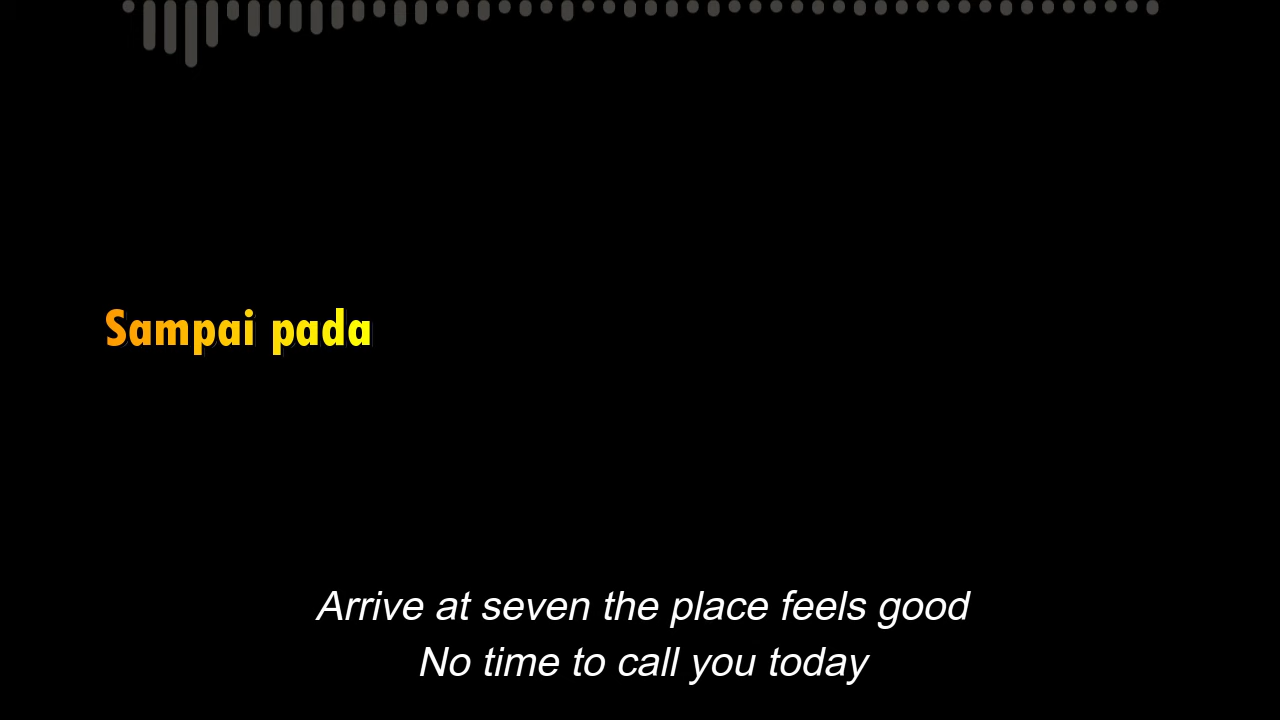 Sampai pada
Arrive at seven the place feels good
No time to call you today